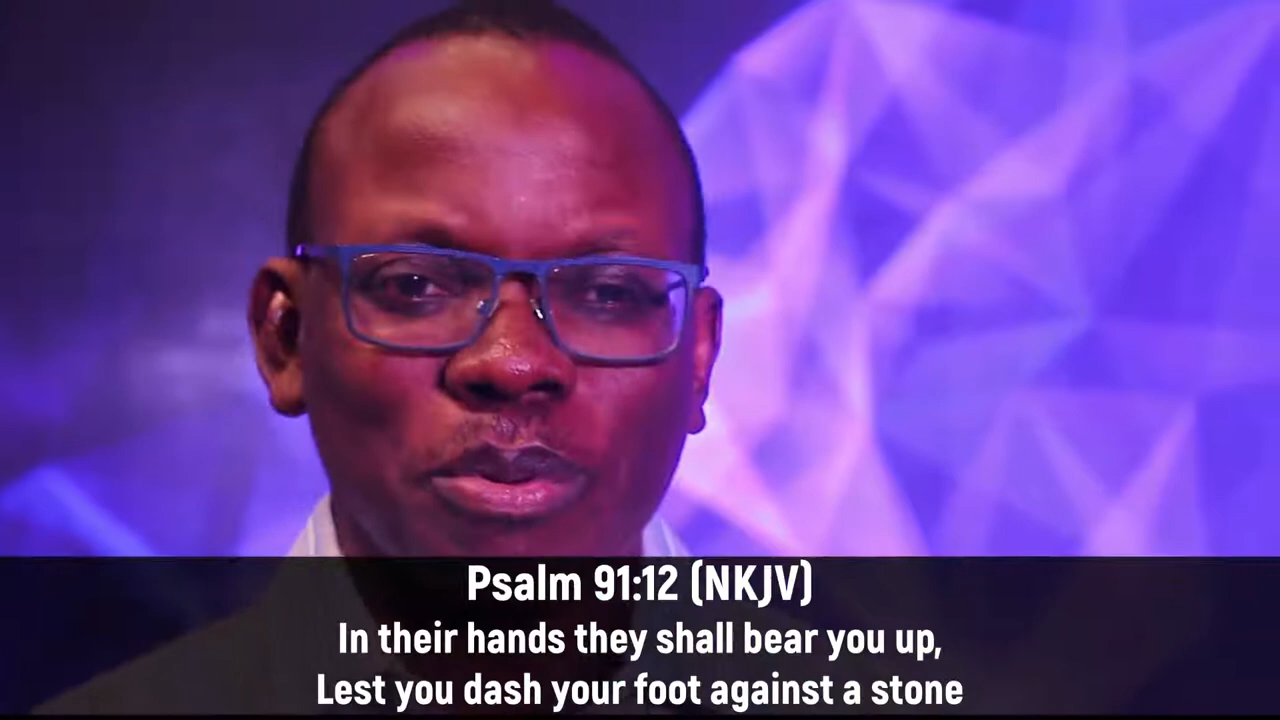 Psalm 91:12 (NKJV)
In their hands they shall bear you up,
Lest you dash your foot against a stone